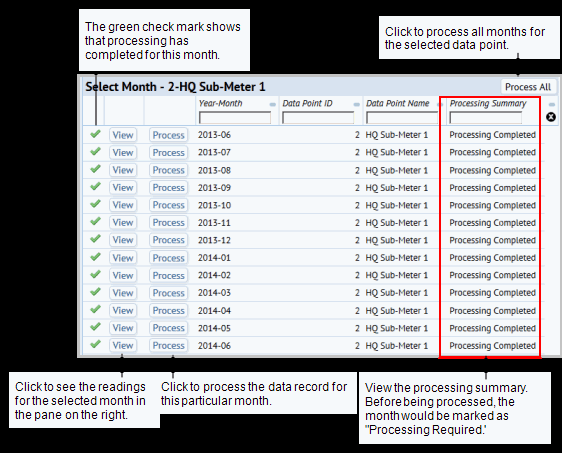 The green check mark shows
that processing has
completed for this month.
Click to process all months for
the selected data point.
Select Month - 2-HQ Sub-Meter 1
Process All
Year-Month Data Point ID Data Point Name Processing Summary
View Process 2013-06 2 HQ Sub-Meter 1 Processing Completed
View Process 2013-07 2 HQ Sub-Meter 1 Processing Completed
View Process 2013-08 2 HQ Sub-Meter 1 Processing Completed
View Process 2013-09 2 HQ Sub-Meter 1 Processing Completed
View Process 2013-10 2 HQ Sub-Meter 1 Processing Completed
View Process 2013-11 2 HQ Sub-Meter 1 Processing Completed
View Process 2013-12 2 HQ Sub-Meter 1 Processing Completed
View Process 2014-01 2 HQ Sub-Meter 1 Processing Completed
View Process 2014-02 2 HQ Sub-Meter 1 Processing Completed
View Process 2014-03 2 HQ Sub-Meter 1 Processing Completed
View Process 2014-04 2 HQ Sub-Meter 1 Processing Completed
View Process 2014-05 2 HQ Sub-Meter 1 Processing Completed
View Process 2014-06 2 HQ Sub-Meter 1 Processing Completed
Click to see the readings
for the selected month in
the pane on the right.
Click to process the data record for
this particular month.
View the processing summary.
Before being processed, the
month would be marked as
"Processing Required.'